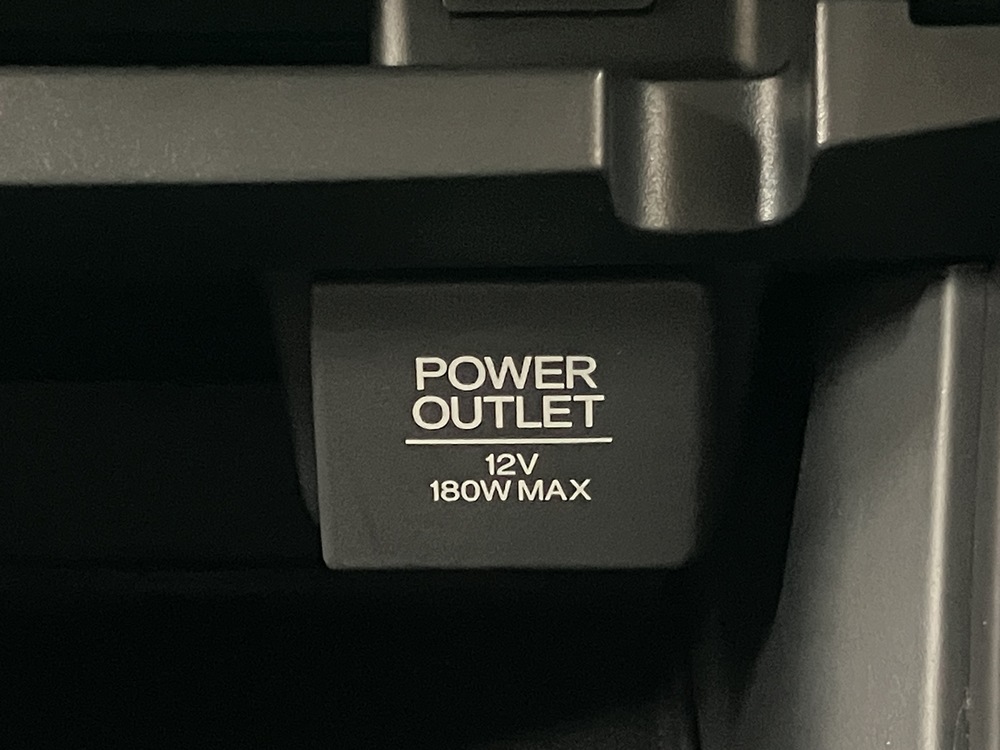 POWER
OUTLET
12V
180W MAX